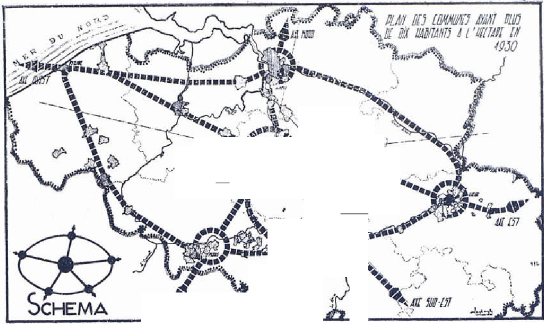 PLAN DES COMMUNES AYANT PLUS
DE DIX HABITANTS A L'HECTARE EN
1930
MER DU NORD
AXE NORD
AXE OUEST
AXE EST
AXE SUD-EST
SCHEMA